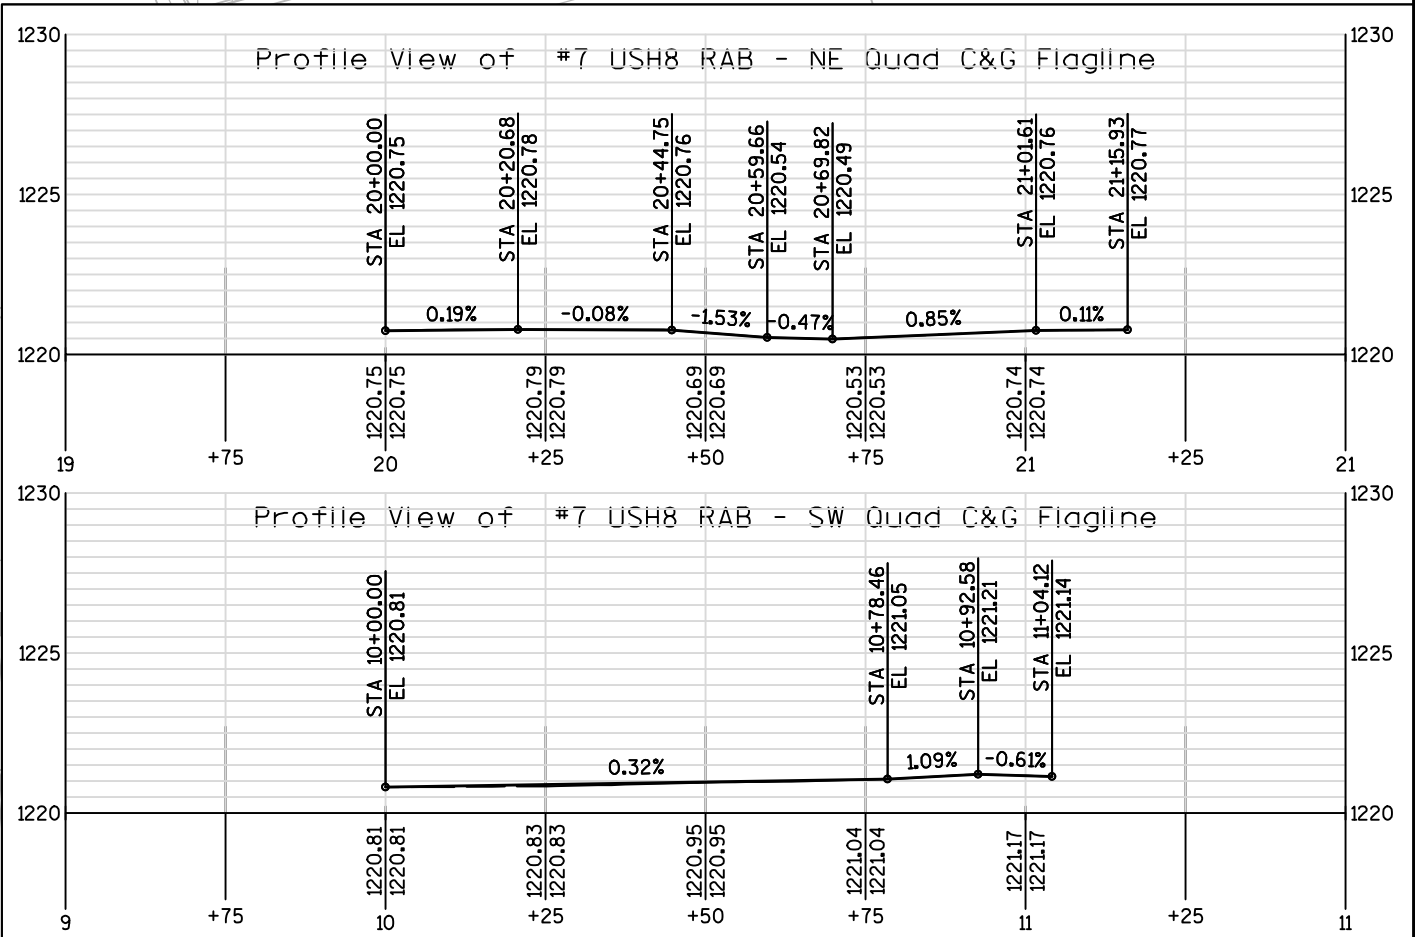 1230 1230
Profile View of #7 USH8 RAB - NE Quad C&G Flagline
STA 20+00.00
EL 1220.75
STA 20+20.68
EL 1220.78
STA 20+44.75
EL 1220.76
STA 20+59.66
EL 1220.54
STA 20+69.82
EL 1220.49
STA 21+01.61
EL 1220.76
STA 21+15.93
EL 1220.77
1225 1225
0.19% -0.08% -1.53% -0.47% 0.85% 0.11%
1220 1220
1220.75
1220.75
1220.79
1220.79
1220.69
1220.69
1220.53
1220.53
1220.74
1220.74
19 +75 20 +25 +50 +75 21 +25 21
1230 1230
Profile View of #7 USH8 RAB - SW Quad C&G Flagline
STA 10+00.00
EL 1220.81
STA 10+78.46
EL 1221.05
STA 10+92.58
EL 1221.21
STA 11+04.12
EL 1221.14
1225 1225
0.32% 1.09% -0.61%
1220 1220
1220.81
1220.81
1220.83
1220.83
1220.95
1220.95
1221.04
1221.04
1221.17
1221.17
9 +75 10 +25 +50 +75 11 +25 11